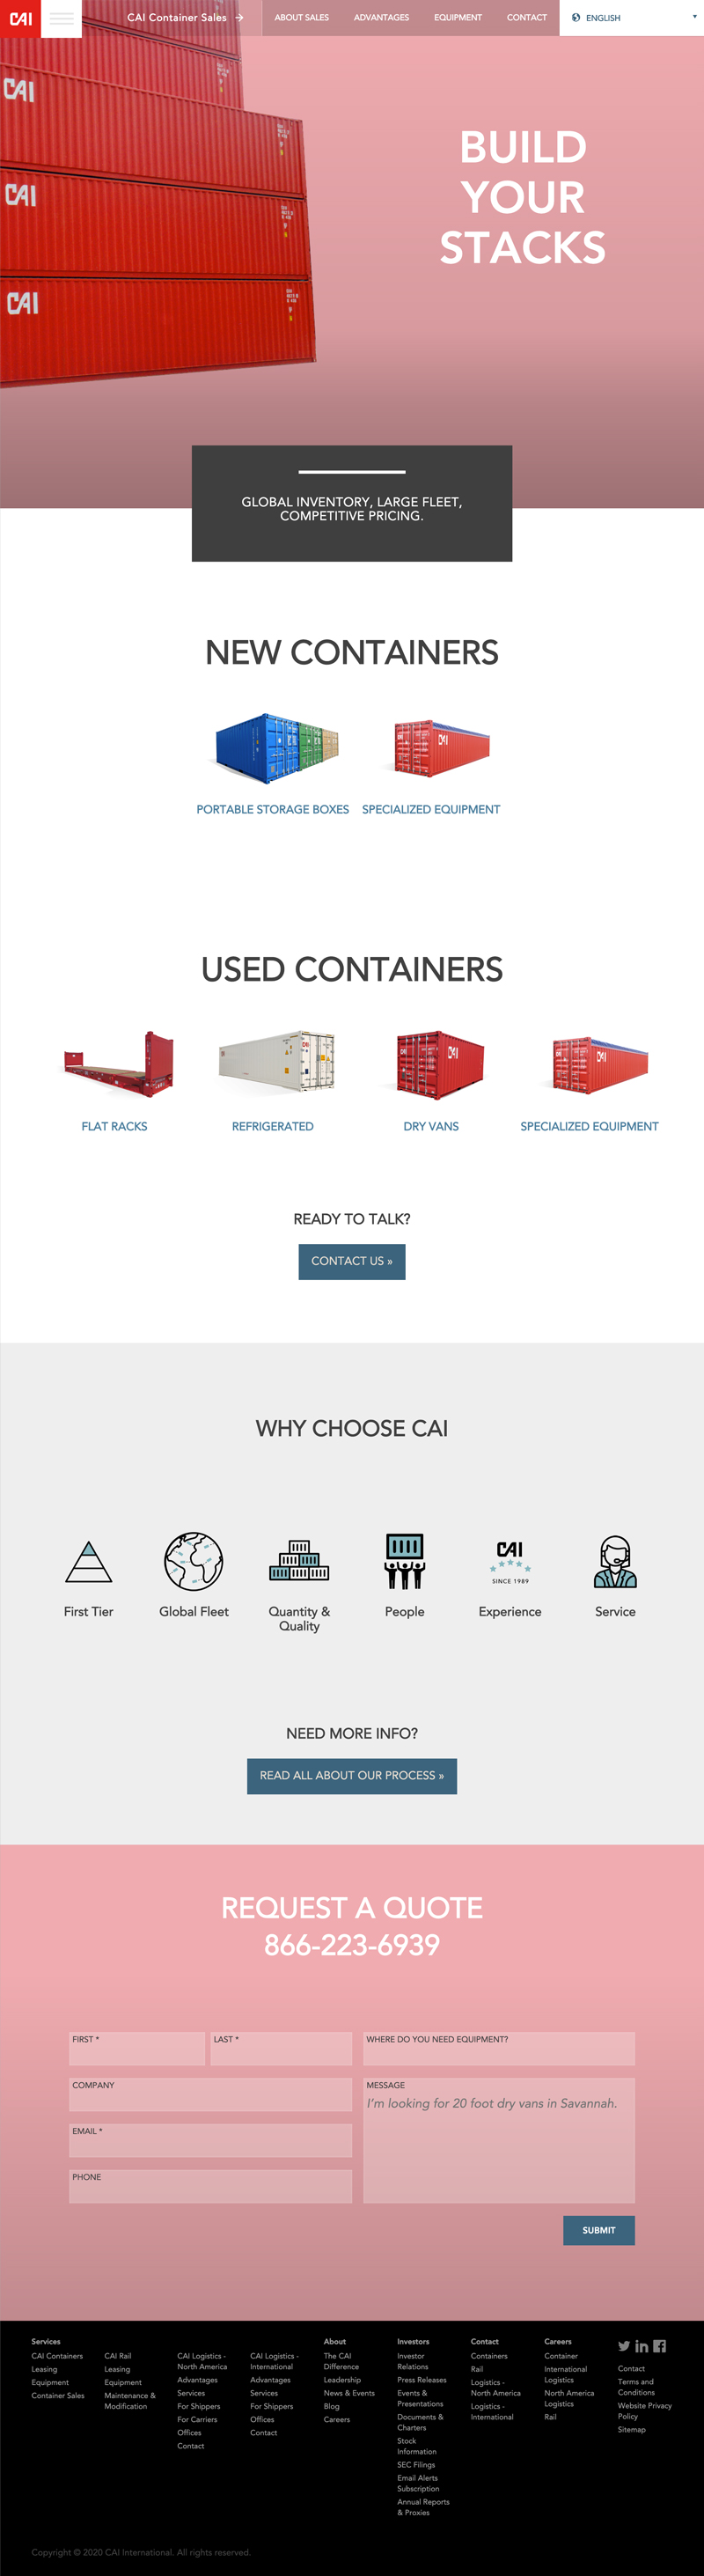 CAI
CAI Container Sales →
ABOUT SALES
ADVANTAGES
EQUIPMENT
CONTACT
ENGLISH
CAI
CAI
CAI
BUILD
YOUR
STACKS
GLOBAL INVENTORY, LARGE FLEET,
COMPETITIVE PRICING.
NEW CONTAINERS
CAI
PORTABLE STORAGE BOXES
SPECIALIZED EQUIPMENT
USED CONTAINERS
CAI
CAI
FLAT RACKS
REFRIGERATED
DRY VANS
SPECIALIZED EQUIPMENT
READY TO TALK?
CONTACT US »
WHY CHOOSE CAI
CAI
SINCE 1989
First Tier
Global Fleet
Quantity &
Quality
People
Experience
Service
NEED MORE INFO?
READ ALL ABOUT OUR PROCESS »
REQUEST A QUOTE
866-223-6939
FIRST *
LAST *
COMPANY
EMAIL *
PHONE
WHERE DO YOU NEED EQUIPMENT?
MESSAGE
I'm looking for 20 foot dry vans in Savannah.
SUBMIT
Services
CAI Containers
Leasing
Equipment
Container Sales
CAI Rail
Leasing
Equipment
Maintenance &
Modification
CAI Logistics -
North America
Advantages
Services
For Shippers
For Carriers
Offices
Contact
CAI Logistics -
International
Advantages
Services
For Shippers
Offices
Contact
About
The CAI
Difference
Leadership
News & Events
Blog
Careers
Investors
Investor
Relations
Press Releases
Events &
Presentations
Documents &
Charters
Stock
Information
SEC Filings
Email Alerts
Subscription
Annual Reports
& Proxies
Contact
Containers
Rail
Logistics -
North America
Logistics -
International
Careers
Container
International
Logistics
North America
Logistics
Rail
Contact
Terms and
Conditions
Website Privacy
Policy
Sitemap
Copyright © 2020 CAI International. All rights reserved.